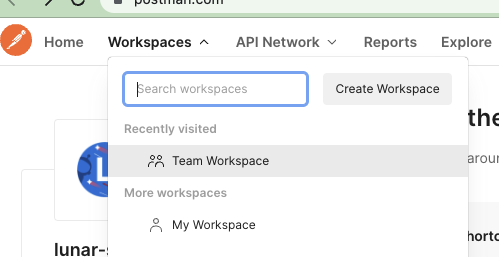 postman.com
Home Workspaces API Network Reports Explore
Search workspaces Create Workspace
Recently visited
Team Workspace
More workspaces
My Workspace
the
arou
horto
lunar-s